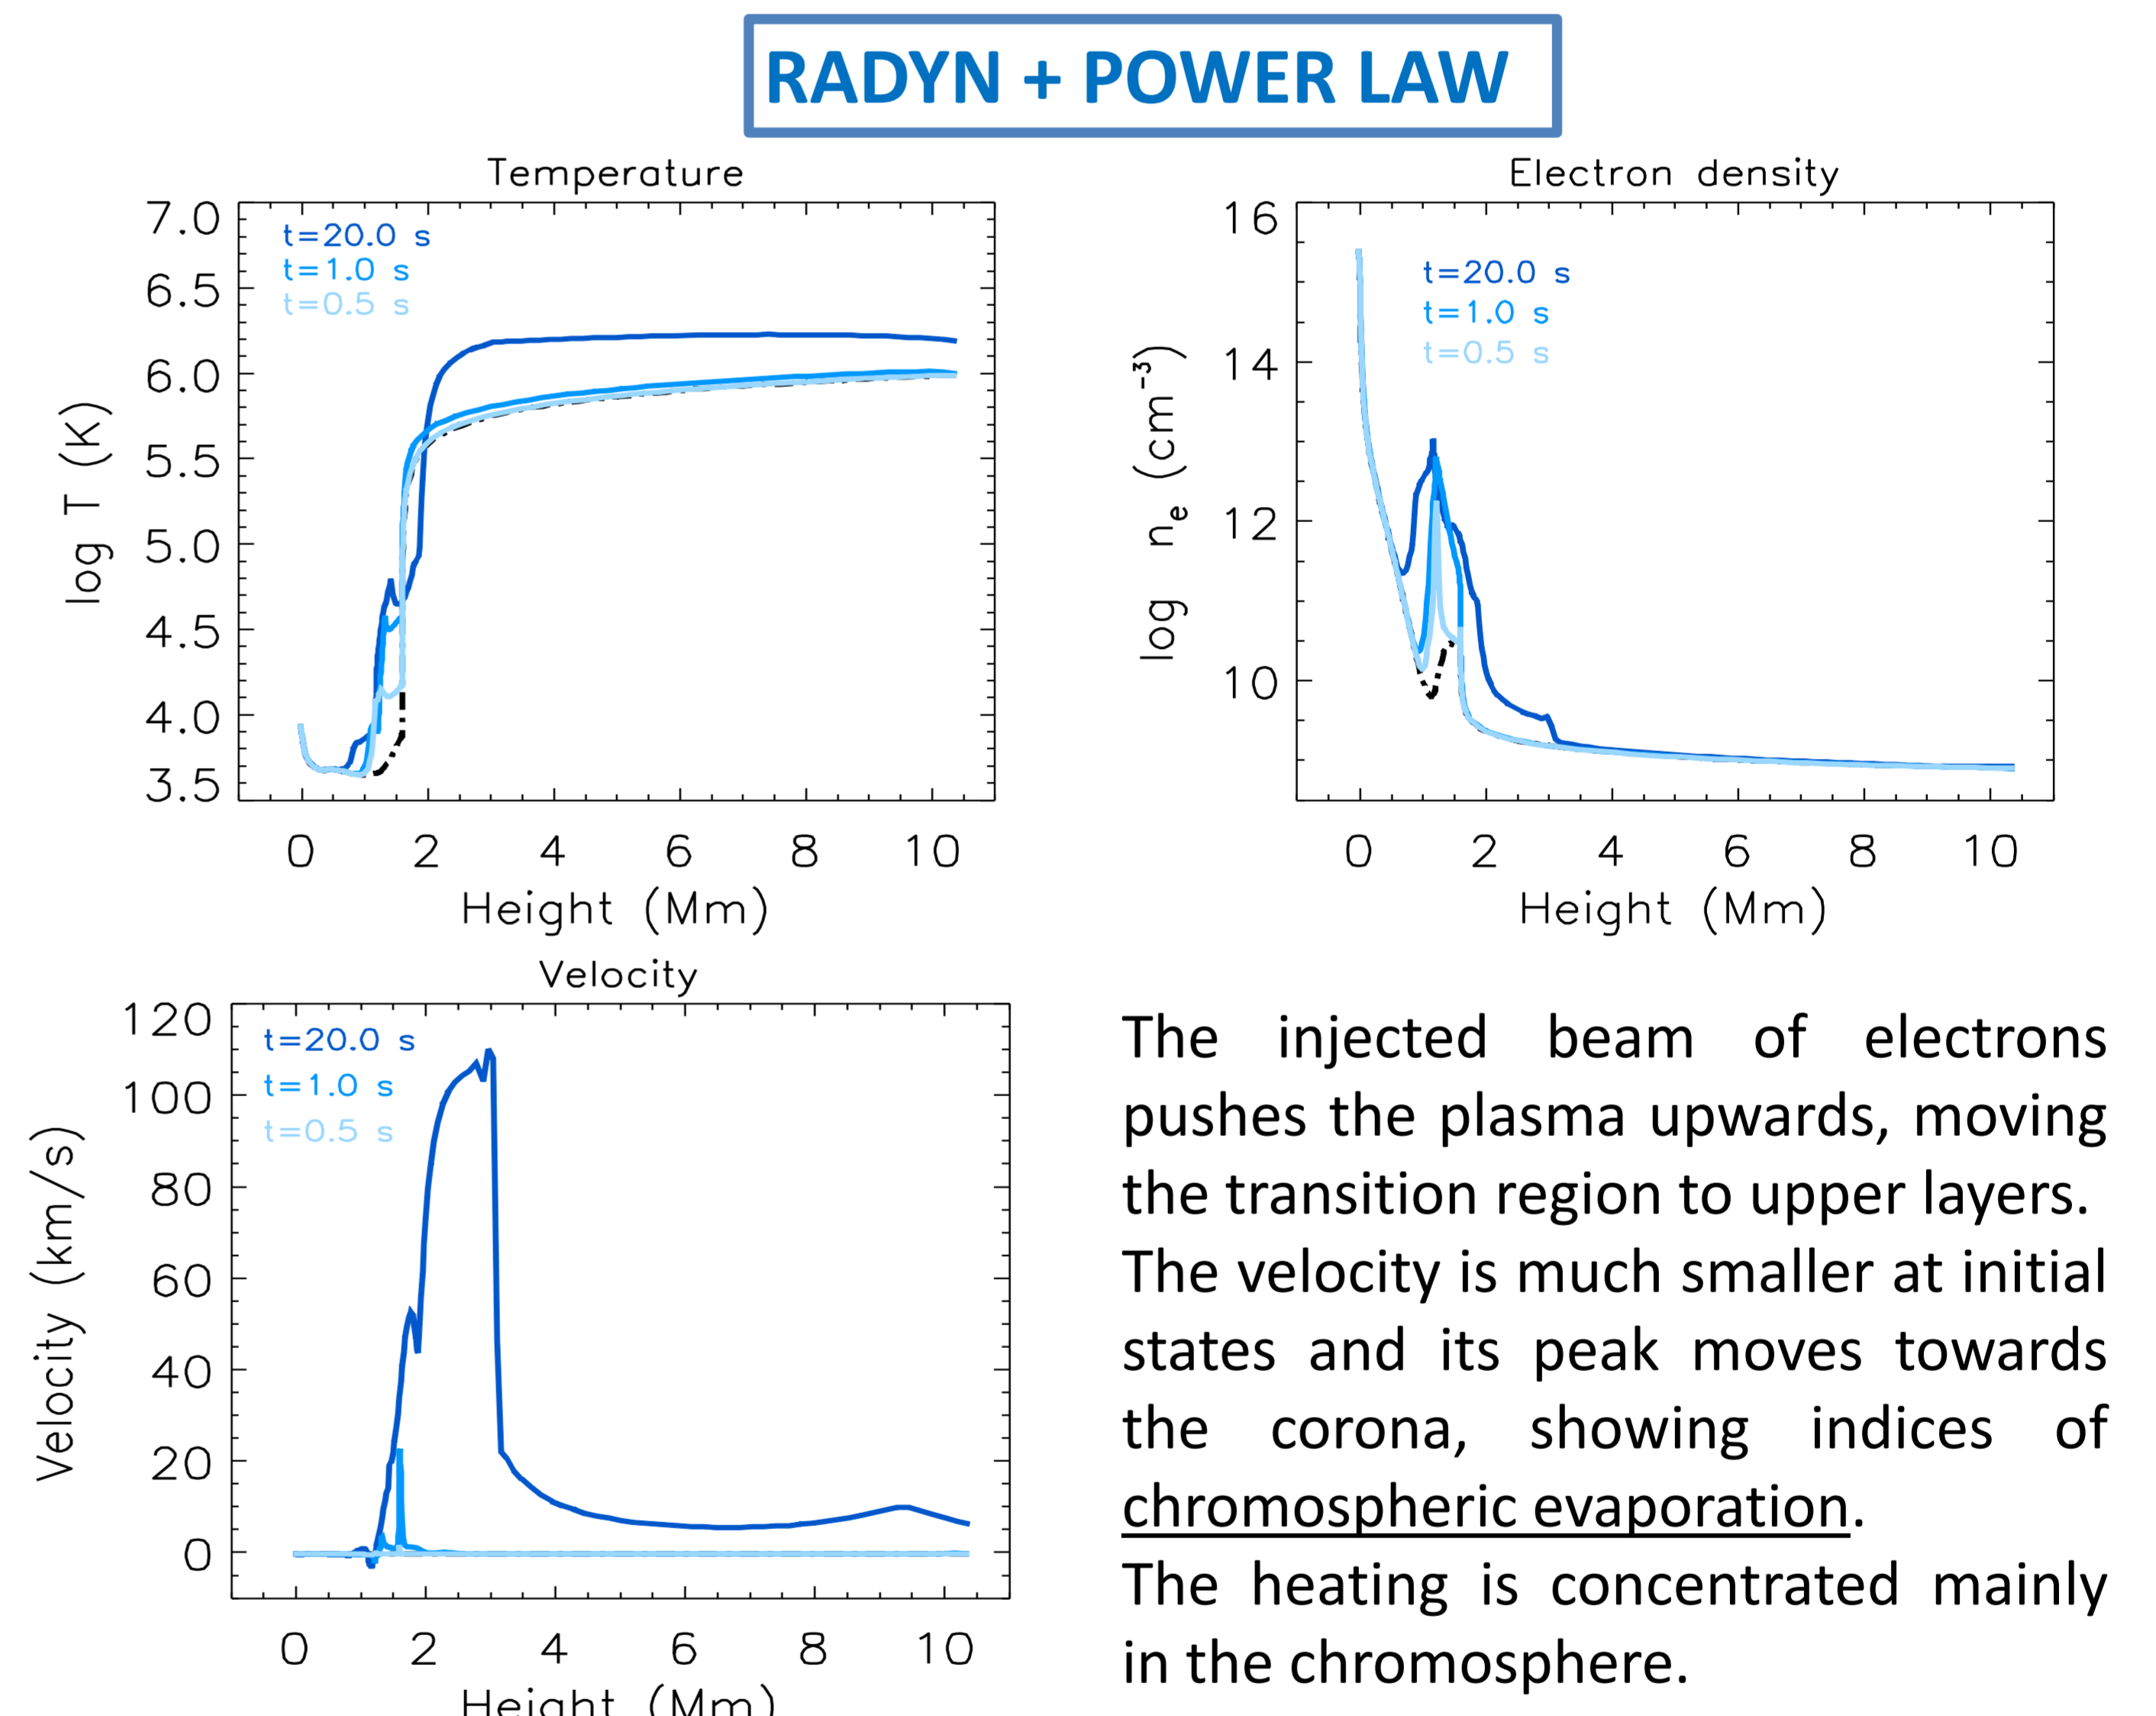 RADYN + POWER LAW
Temperature
7.0
6.5
6.0
5.5
5.0
4.5
4.0
3.5
log T (K)
t=20.0 s
t=1.0 s
t=0.5 s
0 2 4 6 8 10
Height (Mm)
Electron density
16
14
12
10
log nₑ (cm⁻³)
t=20.0 s
t=1.0 s
t=0.5 s
0 2 4 6 8 10
Height (Mm)
Velocity
120
100
80
60
40
20
0
Velocity (km/s)
t=20.0 s
t=1.0 s
t=0.5 s
0 2 4 6 8 10
Height (Mm)
The injected beam of electrons
pushes the plasma upwards, moving
the transition region to upper layers.
The velocity is much smaller at initial
states and its peak moves towards
the corona, showing indices of
chromospheric evaporation.
The heating is concentrated mainly
in the chromosphere.